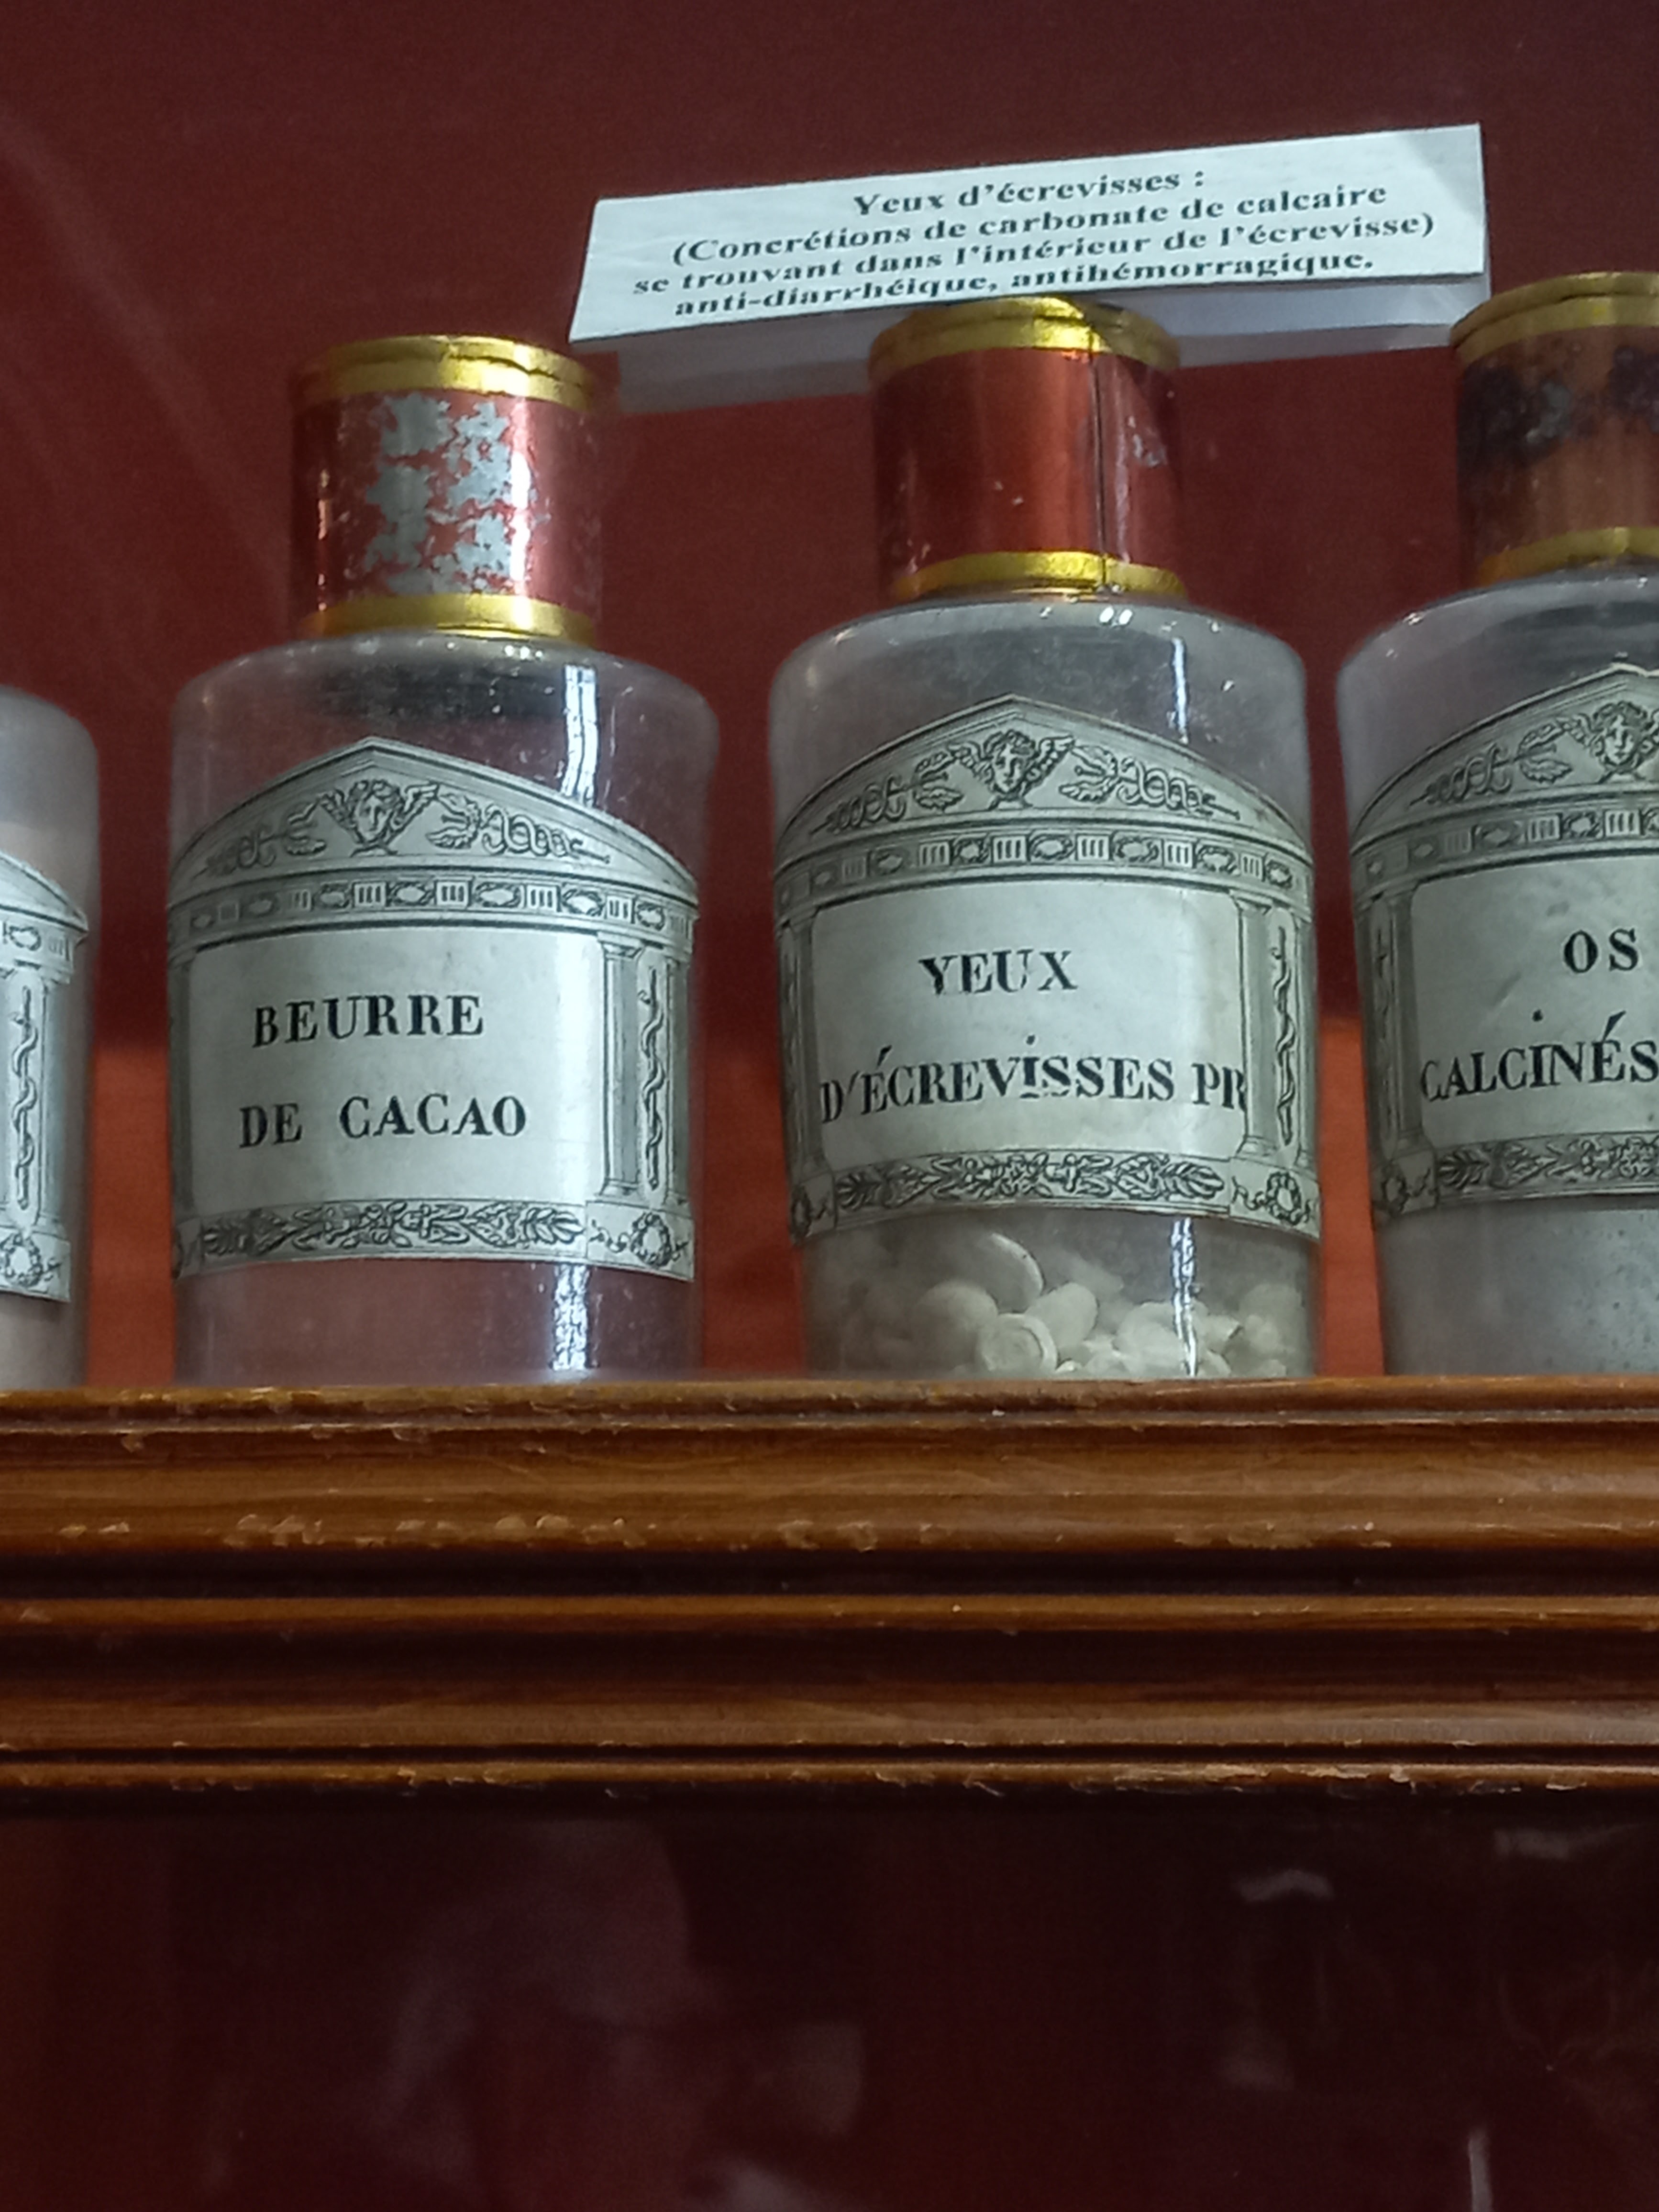 Yeux d'écrevisses :
(Concrétions de carbonate de calcaire
se trouvant dans l'intérieur de l'écrevisse)
anti-diarrhéique, antihémorragique.
BEURRE
DE CACAO
YEUX
D'ÉCREVISSES PR
OS
CALCINÉS